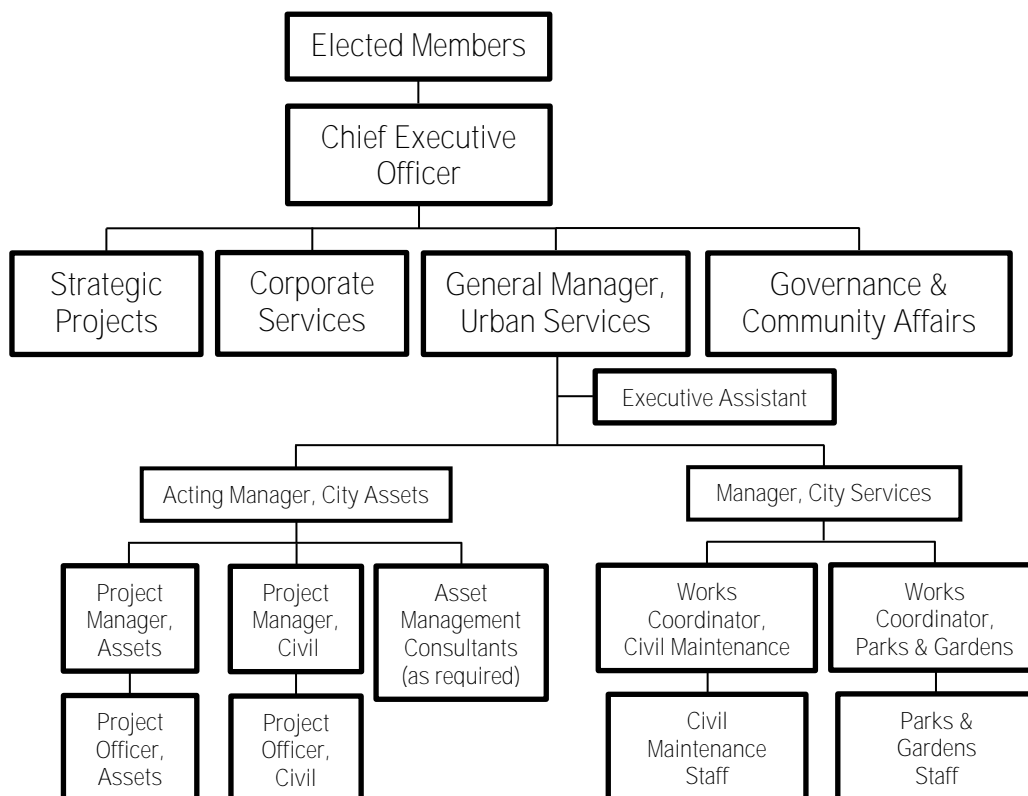 Elected Members
Chief Executive
Officer
Strategic
Projects
Corporate
Services
General Manager,
Urban Services
Governance &
Community Affairs
Executive Assistant
Acting Manager, City Assets
Manager, City Services
Project
Manager,
Assets
Project
Manager,
Civil
Asset
Management
Consultants
(as required)
Works
Coordinator,
Civil Maintenance
Works
Coordinator,
Parks & Gardens
Project
Officer,
Assets
Project
Officer,
Civil
Civil
Maintenance
Staff
Parks &
Gardens
Staff